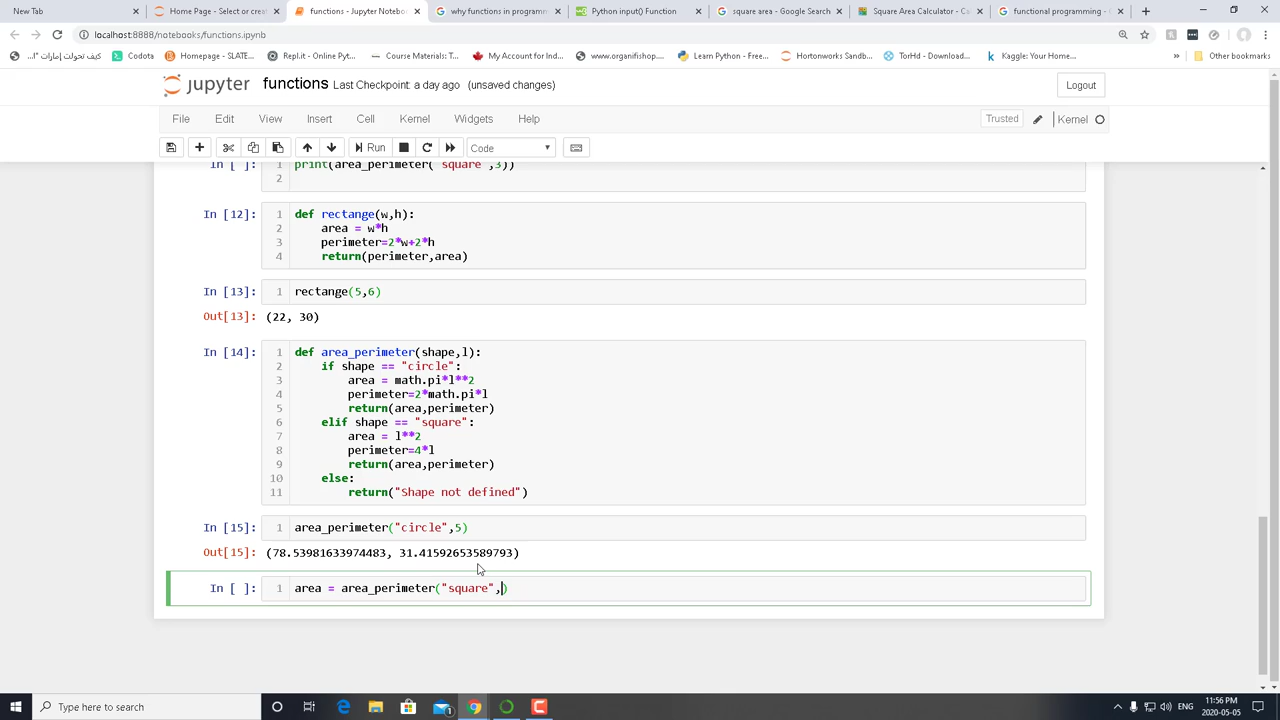 New Tab
Home Page - Select or creat
functions - Jupyter Noteboo
why functions in programm
Python input() Function
square area - Google Search
Square Area Calculator - Ca
functional programming - G
localhost:8888/notebooks/functions.ipynb
كيف تحولت إمارات "ال...
Codota
Homepage - SLATE...
Repl.it - Online Pyt...
Course Materials: T...
My Account for Ind...
www.organifishop....
Learn Python - Free...
Hortonworks Sandb...
TorHd - Download...
Kaggle: Your Home...
»
Other bookmarks
jupyter functions Last Checkpoint: a day ago (unsaved changes)
Logout
File Edit View Insert Cell Kernel Widgets Help
Trusted
Kernel
Run
Code
In [ ]: 1 print(area_perimeter("square",3))
2
In [12]: 1 def rectange(w,h):
2 area = w*h
3 perimeter=2*w+2*h
4 return(perimeter,area)
In [13]: 1 rectange(5,6)
Out[13]: (22, 30)
In [14]: 1 def area_perimeter(shape,l):
2 if shape == "circle":
3 area = math.pi*l**2
4 perimeter=2*math.pi*l
5 return(area,perimeter)
6 elif shape == "square":
7 area = l**2
8 perimeter=4*l
9 return(area,perimeter)
10 else:
11 return("Shape not defined")
In [15]: 1 area_perimeter("circle",5)
Out[15]: (78.53981633974483, 31.41592653589793)
In [ ]: 1 area = area_perimeter("square",)
Type here to search
ENG
11:56 PM
2020-05-05